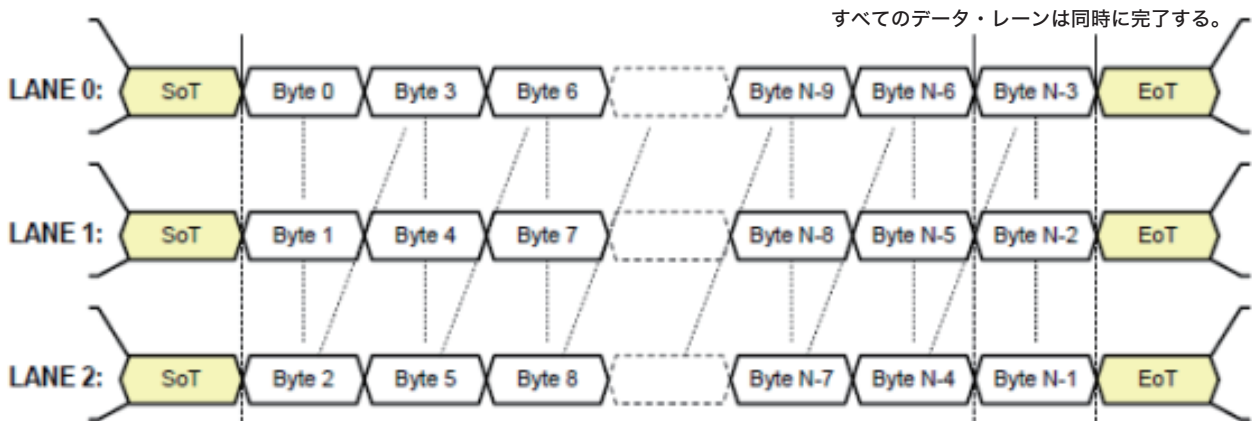 すべてのデータ・レーンは同時に完了する。
LANE 0: SoT Byte 0 Byte 3 Byte 6 Byte N-9 Byte N-6 Byte N-3 EoT
LANE 1: SoT Byte 1 Byte 4 Byte 7 Byte N-8 Byte N-5 Byte N-2 EoT
LANE 2: SoT Byte 2 Byte 5 Byte 8 Byte N-7 Byte N-4 Byte N-1 EoT